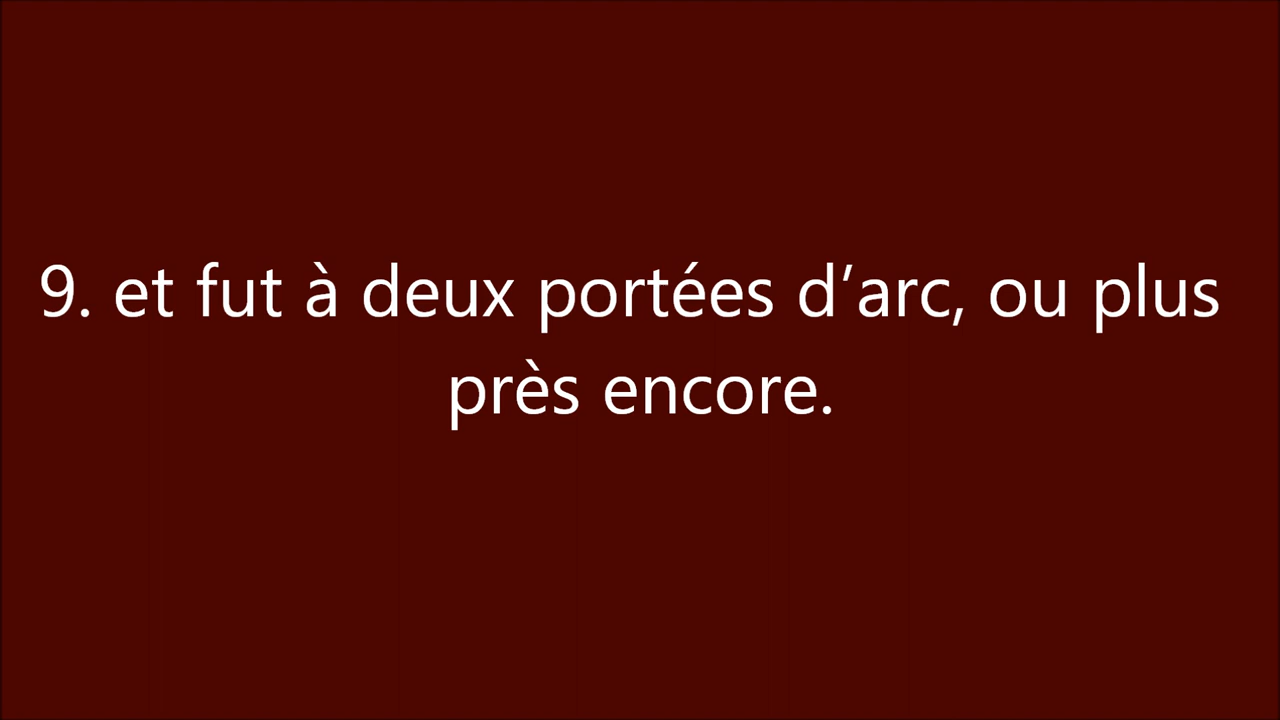 9. et fut à deux portées d’arc, ou plus
près encore.